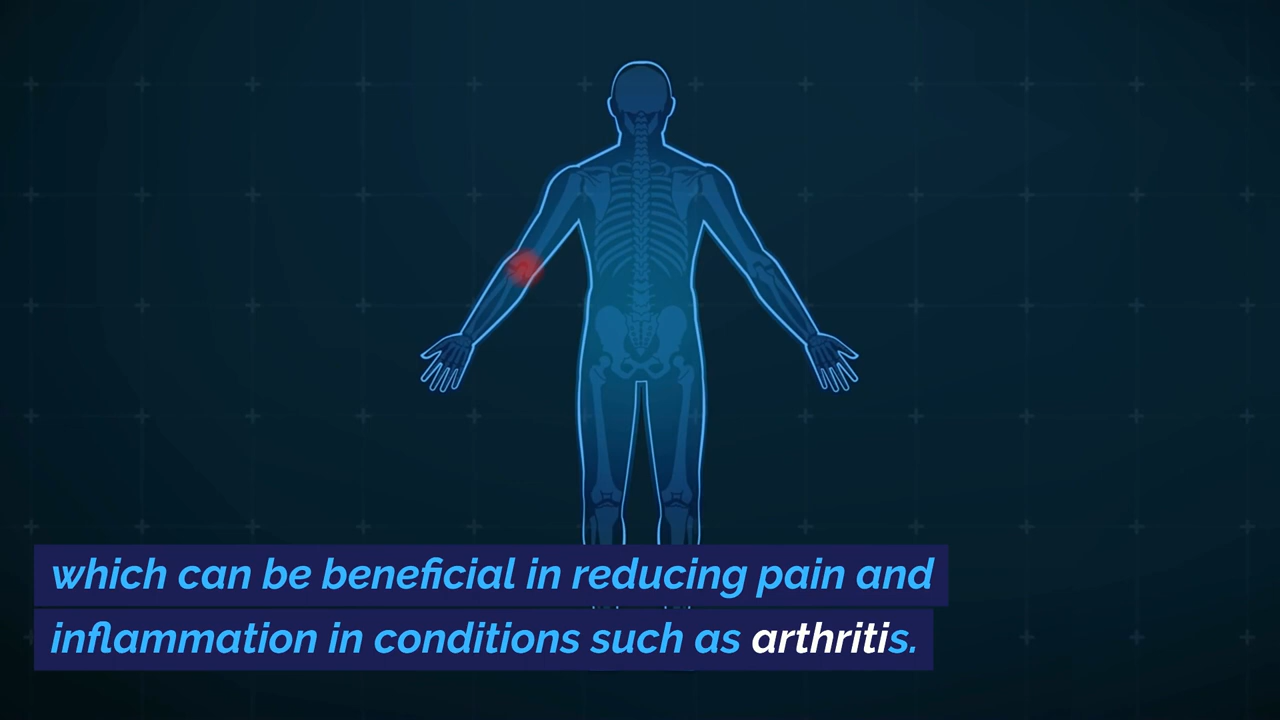 which can be beneficial in reducing pain and
inflammation in conditions such as arthritis.